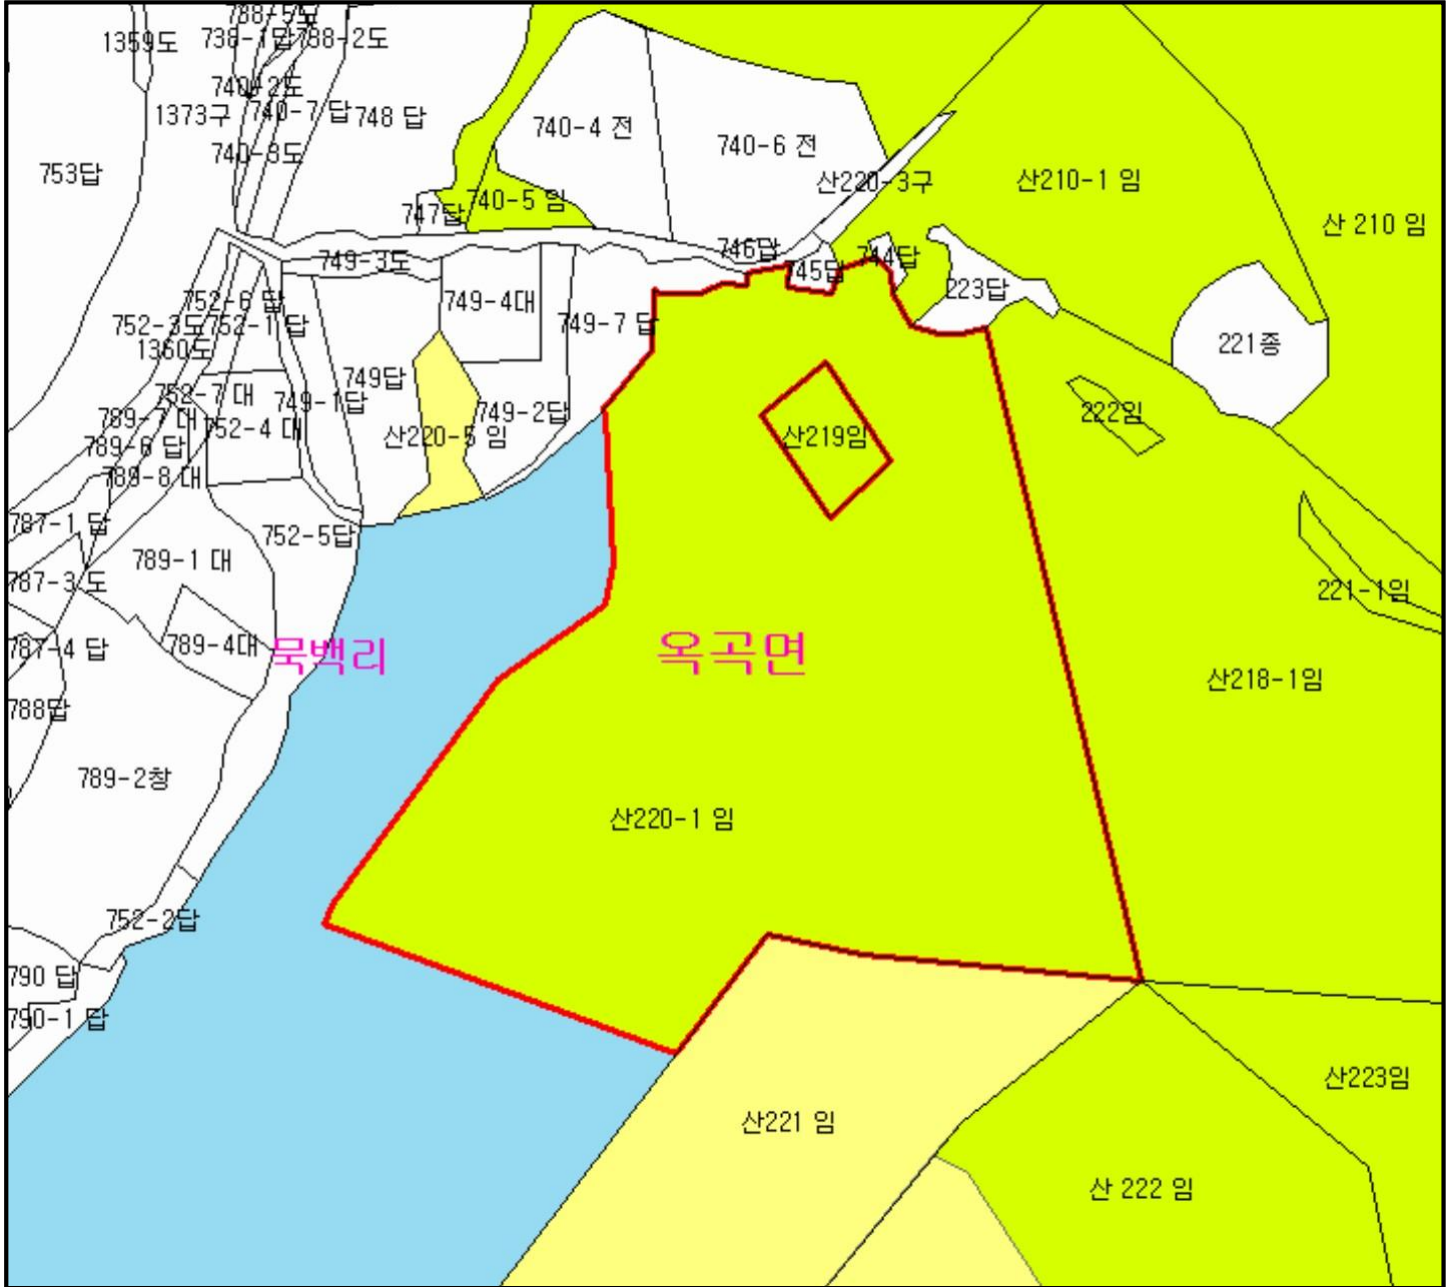 788-5도
1359도
738-1답
788-2도
740-2도
1373구
740-7 답
748 답
740-4 전
740-6 전
740-3도
753답
산220-3구
산210-1 임
740-5 임
747답
산 210 임
746답
744답
749-3도
745답
223답
752-6 답
749-4대
752-3도
752-1 답
749-7 답
1360도
221종
749답
752-7 대
749-1답
789-7 대
749-2답
222임
752-4 대
산220-5 임
산219임
789-6 답
789-8 대
787-1 답
752-5답
789-1 대
787-3 도
221-1임
789-4대
787-4 답
묵백리
옥곡면
산218-1임
788답
789-2창
산220-1 임
752-2답
790 답
790-1 답
산223임
산221 임
산 222 임